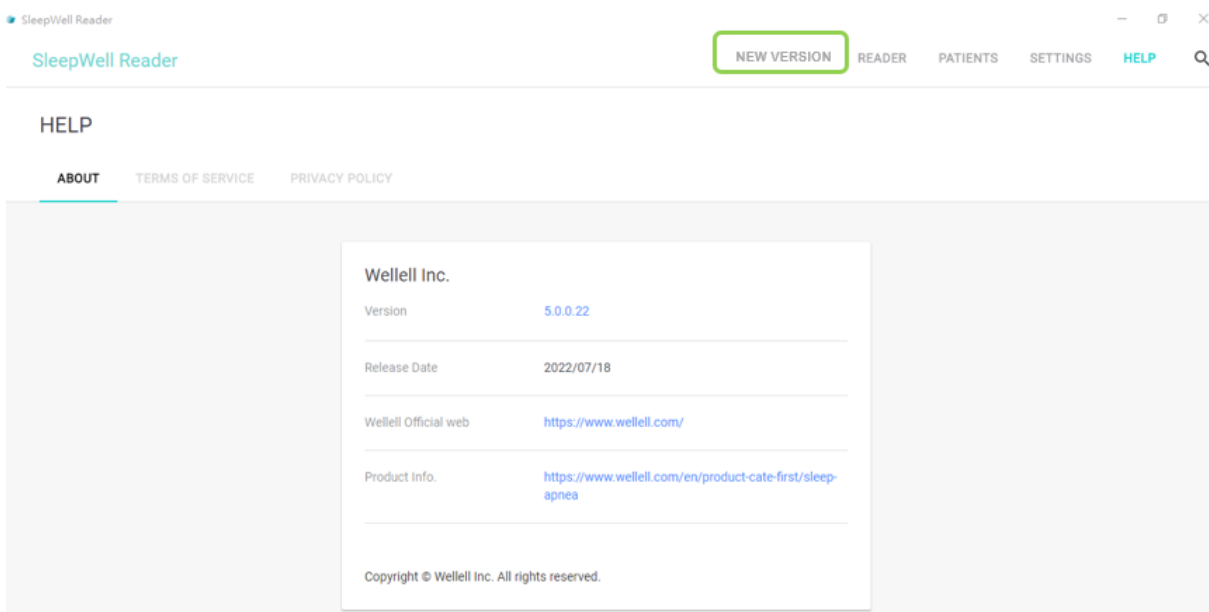 SleepWell Reader
SleepWell Reader
NEW VERSION READER PATIENTS SETTINGS HELP
HELP
ABOUT TERMS OF SERVICE PRIVACY POLICY
Wellell Inc.
Version 5.0.0.22
Release Date 2022/07/18
Wellell Official web https://www.wellell.com/
Product Info. https://www.wellell.com/en/product-cate-first/sleep-
apnea
Copyright © Wellell Inc. All rights reserved.